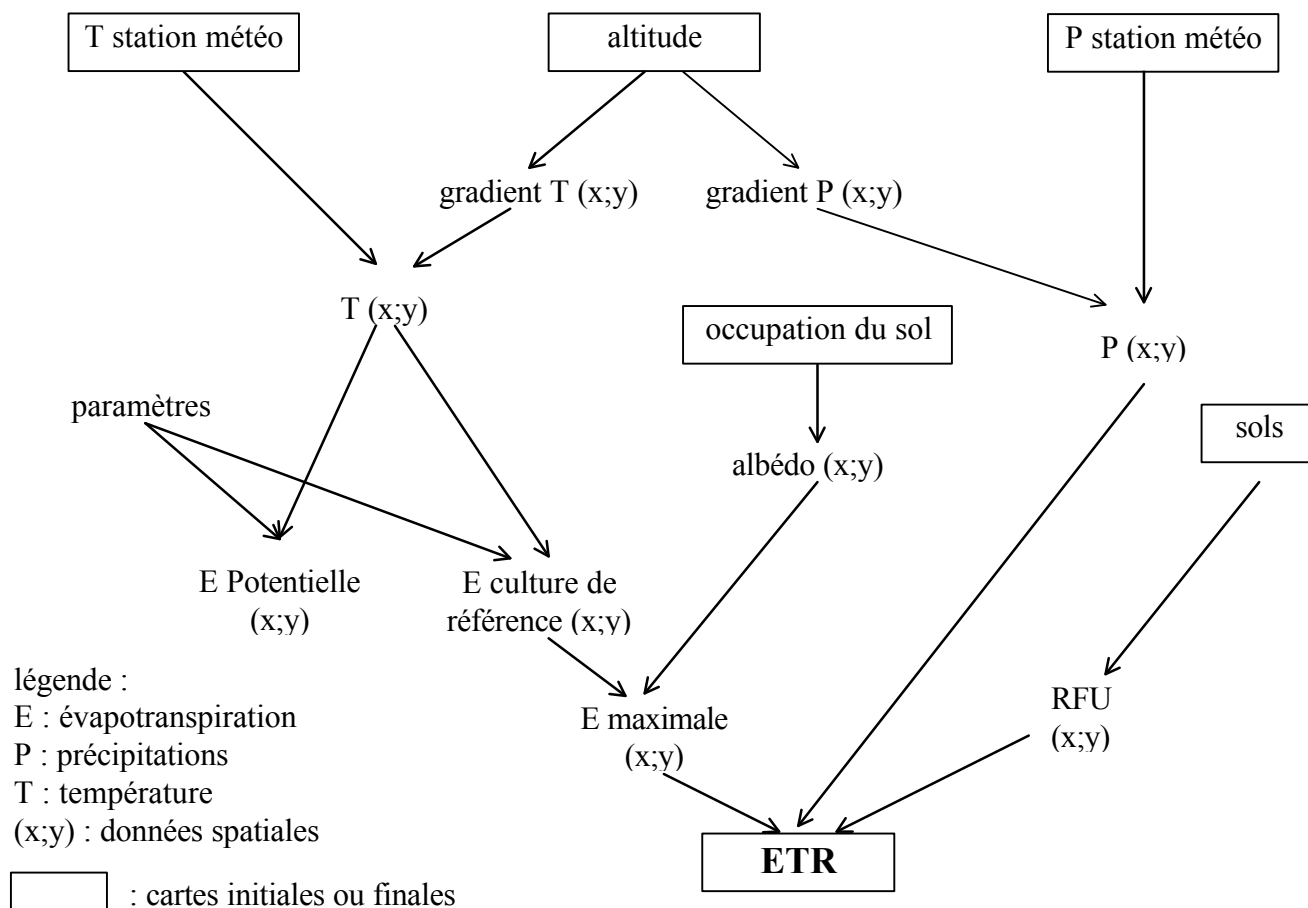 T station météo
altitude
P station météo
gradient T (x;y)
gradient P (x;y)
T (x;y)
occupation du sol
P (x;y)
paramètres
sols
albédo (x;y)
E Potentielle
(x;y)
E culture de
référence (x;y)
légende :
E : évapotranspiration
P : précipitations
T : température
(x;y) : données spatiales
: cartes initiales ou finales
E maximale
(x;y)
RFU
(x;y)
ETR